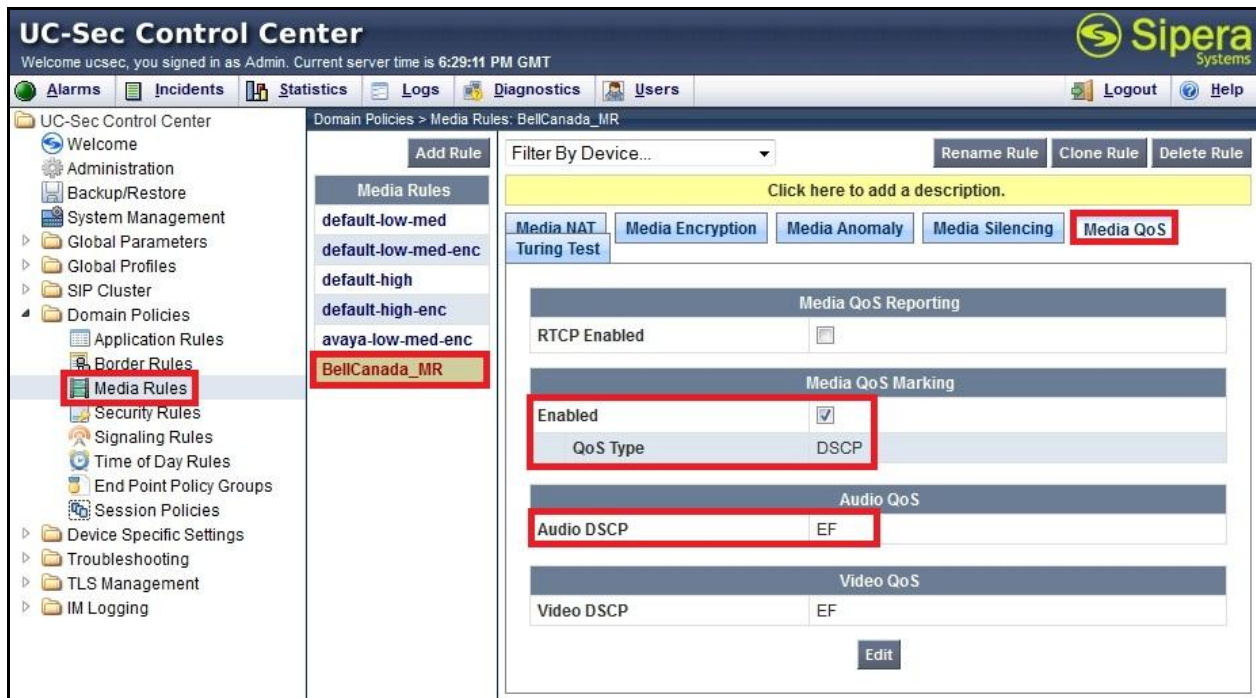 UC-Sec Control Center
Welcome ucsec, you signed in as Admin. Current server time is 6:29:11 PM GMT
Sipera
Systems
Alarms Incidents Statistics Logs Diagnostics Users Logout Help
UC-Sec Control Center
Welcome
Administration
Backup/Restore
System Management
Global Parameters
Global Profiles
SIP Cluster
Domain Policies
Application Rules
Border Rules
Media Rules
Security Rules
Signaling Rules
Time of Day Rules
End Point Policy Groups
Session Policies
Device Specific Settings
Troubleshooting
TLS Management
IM Logging
Domain Policies > Media Rules: BellCanada_MR
Add Rule
Media Rules
default-low-med
default-low-med-enc
default-high
default-high-enc
avaya-low-med-enc
BellCanada_MR
Filter By Device...
Rename Rule Clone Rule Delete Rule
Click here to add a description.
Media NAT Media Encryption Media Anomaly Media Silencing Media QoS
Turing Test
Media QoS Reporting
RTCP Enabled
Media QoS Marking
Enabled
QoS Type DSCP
Audio QoS
Audio DSCP EF
Video QoS
Video DSCP EF
Edit